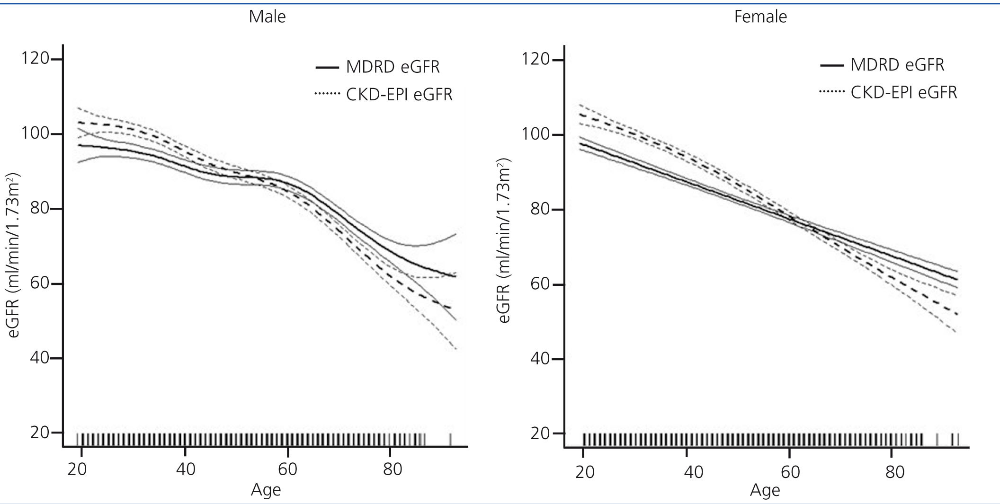 Male
120
100
80
60
40
20
eGFR (ml/min/1.73m²)
MDRD eGFR
CKD-EPI eGFR
20 40 60 80
Age
Female
120
100
80
60
40
20
eGFR (ml/min/1.73m²)
MDRD eGFR
CKD-EPI eGFR
20 40 60 80
Age